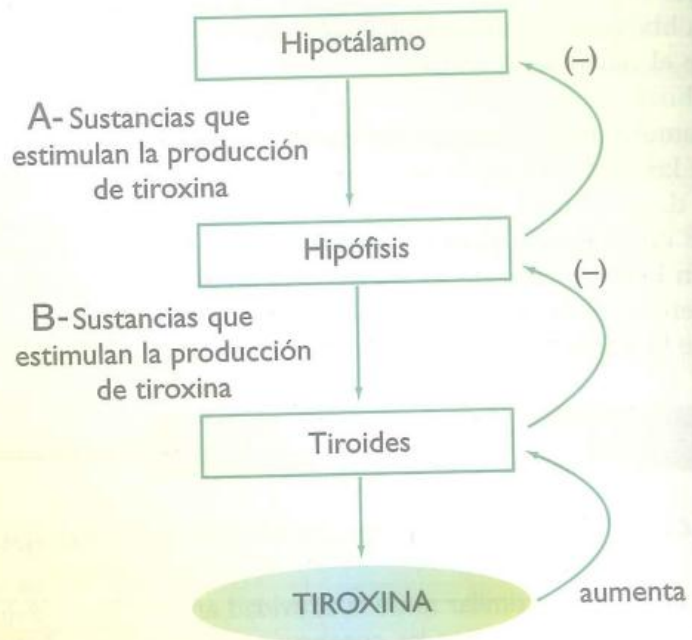 Hipotálamo
(–)
A- Sustancias que
estimulan la producción
de tiroxina
Hipófisis
(–)
B- Sustancias que
estimulan la producción
de tiroxina
Tiroides
TIROXINA
aumenta